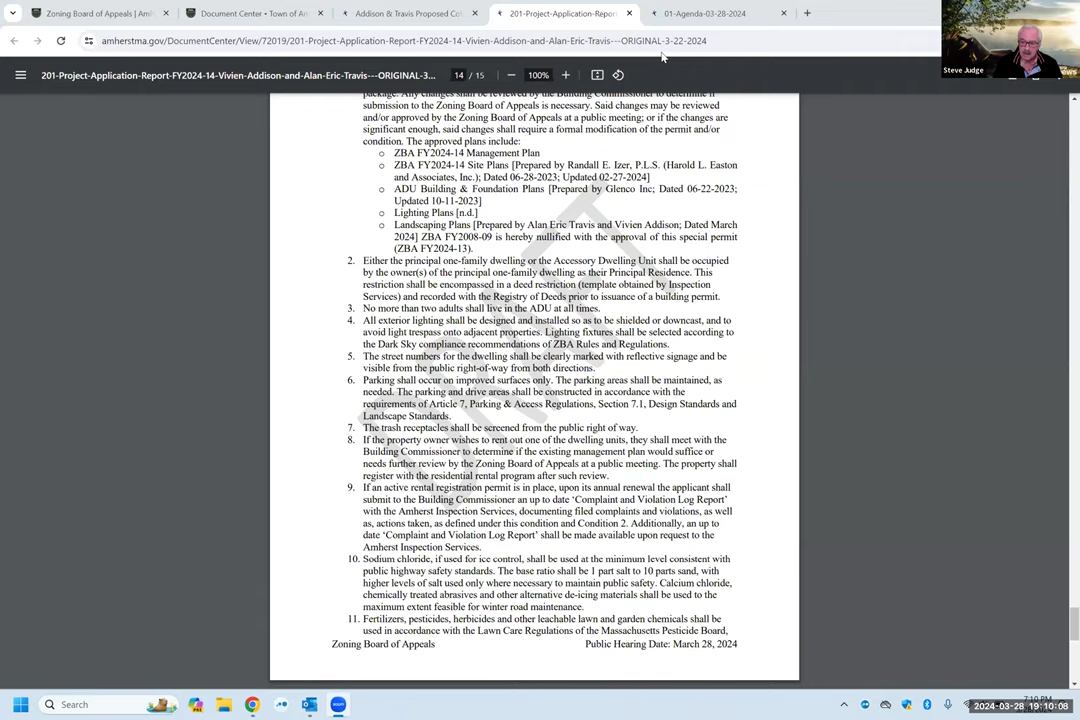 Zoning Board of Appeals | Amh
Document Center • Town of Am
Addison & Travis Proposed Co
201-Project-Application-Repor
01-Agenda-03-28-2024
amherstma.gov/DocumentCenter/View/72019/201-Project-Application-Report-FY2024-14-Vivien-Addison-and-Alan-Eric-Travis---ORIGINAL-3-22-2024
Steve Judge
201-Project-Application-Report-FY2024-14-Vivien-Addison-and-Alan-Eric-Travis---ORIGINAL-3...
14 / 15
100%
package. Any changes shall be reviewed by the Building Commissioner to determine if
submission to the Zoning Board of Appeals is necessary. Said changes may be reviewed
and/or approved by the Zoning Board of Appeals at a public meeting; or if the changes are
significant enough, said changes shall require a formal modification of the permit and/or
condition. The approved plans include:
o ZBA FY2024-14 Management Plan
o ZBA FY2024-14 Site Plans [Prepared by Randall E. Izer, P.L.S. (Harold L. Easton
and Associates, Inc.); Dated 06-28-2023; Updated 02-27-2024]
o ADU Building & Foundation Plans [Prepared by Glenco Inc; Dated 06-22-2023;
Updated 10-11-2023]
o Lighting Plans [n.d.]
o Landscaping Plans [Prepared by Alan Eric Travis and Vivien Addison; Dated March
2024] ZBA FY2008-09 is hereby nullified with the approval of this special permit
(ZBA FY2024-13).
2. Either the principal one-family dwelling or the Accessory Dwelling Unit shall be occupied
by the owner(s) of the principal one-family dwelling as their Principal Residence. This
restriction shall be encompassed in a deed restriction (template obtained by Inspection
Services) and recorded with the Registry of Deeds prior to issuance of a building permit.
3. No more than two adults shall live in the ADU at all times.
4. All exterior lighting shall be designed and installed so as to be shielded or downcast, and to
avoid light trespass onto adjacent properties. Lighting fixtures shall be selected according to
the Dark Sky compliance recommendations of ZBA Rules and Regulations.
5. The street numbers for the dwelling shall be clearly marked with reflective signage and be
visible from the public right-of-way from both directions.
6. Parking shall occur on improved surfaces only. The parking areas shall be maintained, as
needed. The parking and drive areas shall be constructed in accordance with the
requirements of Article 7, Parking & Access Regulations, Section 7.1, Design Standards and
Landscape Standards.
7. The trash receptacles shall be screened from the public right of way.
8. If the property owner wishes to rent out one of the dwelling units, they shall meet with the
Building Commissioner to determine if the existing management plan would suffice or
needs further review by the Zoning Board of Appeals at a public meeting. The property shall
register with the residential rental program after such review.
9. If an active rental registration permit is in place, upon its annual renewal the applicant shall
submit to the Building Commissioner an up to date ‘Complaint and Violation Log Report’
with the Amherst Inspection Services, documenting filed complaints and violations, as well
as, actions taken, as defined under this condition and Condition 2. Additionally, an up to
date ‘Complaint and Violation Log Report’ shall be made available upon request to the
Amherst Inspection Services.
10. Sodium chloride, if used for ice control, shall be used at the minimum level consistent with
public highway safety standards. The base ratio shall be 1 part salt to 10 parts sand, with
higher levels of salt used only where necessary to maintain public safety. Calcium chloride,
chemically treated abrasives and other alternative de-icing materials shall be used to the
maximum extent feasible for winter road maintenance.
11. Fertilizers, pesticides, herbicides and other leachable lawn and garden chemicals shall be
used in accordance with the Lawn Care Regulations of the Massachusetts Pesticide Board,
Zoning Board of Appeals
Public Hearing Date: March 28, 2024
DRAFT
Search
zoom
7:10 PM
2024-03-28 19:10:08